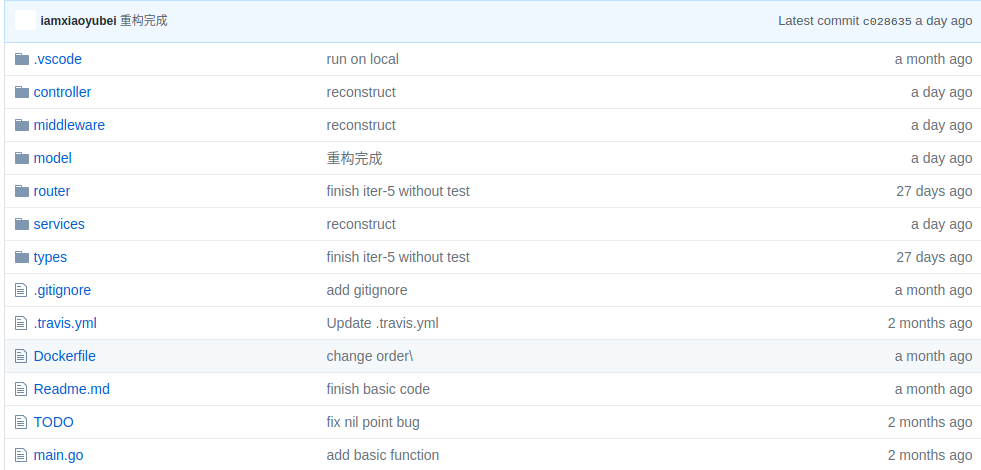 iamxiaoyubei 重构完成 Latest commit c028635 a day ago
.vscode run on local a month ago
controller reconstruct a day ago
middleware reconstruct a day ago
model 重构完成 a day ago
router finish iter-5 without test 27 days ago
services reconstruct a day ago
types finish iter-5 without test 27 days ago
.gitignore add gitignore a month ago
.travis.yml Update .travis.yml 2 months ago
Dockerfile change order\ a month ago
Readme.md finish basic code a month ago
TODO fix nil point bug 2 months ago
main.go add basic function 2 months ago